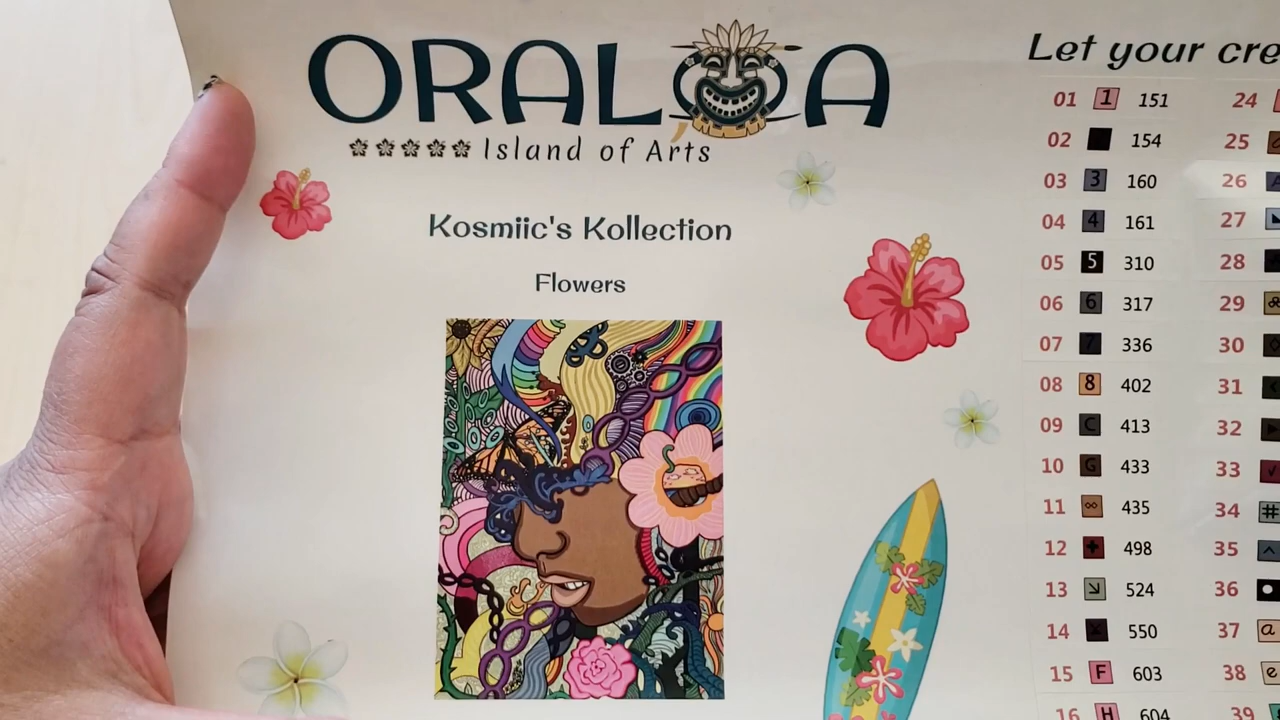 ORALOA
Island of Arts
Kosmiic's Kollection
Flowers
Let your cre
01 1 151 24
02 154 25
03 3 160 26
04 4 161 27
05 5 310 28
06 6 317 29
07 7 336 30
08 8 402 31
09 C 413 32
10 G 433 33
11 ∞ 435 34 #
12 + 498 35 ^
13 ↘ 524 36 ●
14 X 550 37 a
15 F 603 38 e
16 H 604 39